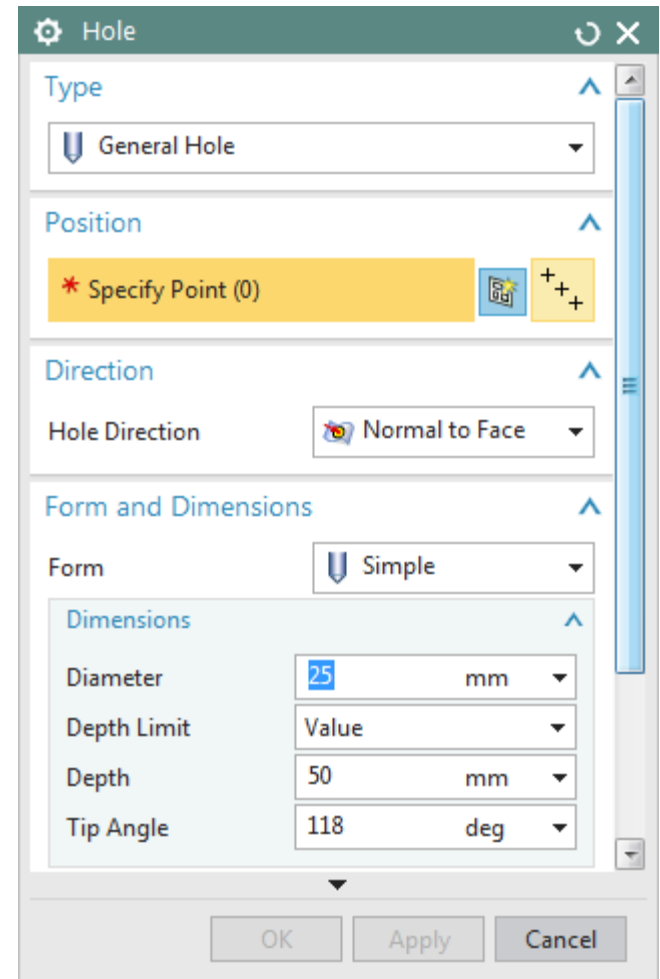 Hole
Type
General Hole
Position
* Specify Point (0)
Direction
Hole Direction Normal to Face
Form and Dimensions
Form Simple
Dimensions
Diameter 25 mm
Depth Limit Value
Depth 50 mm
Tip Angle 118 deg
OK Apply Cancel